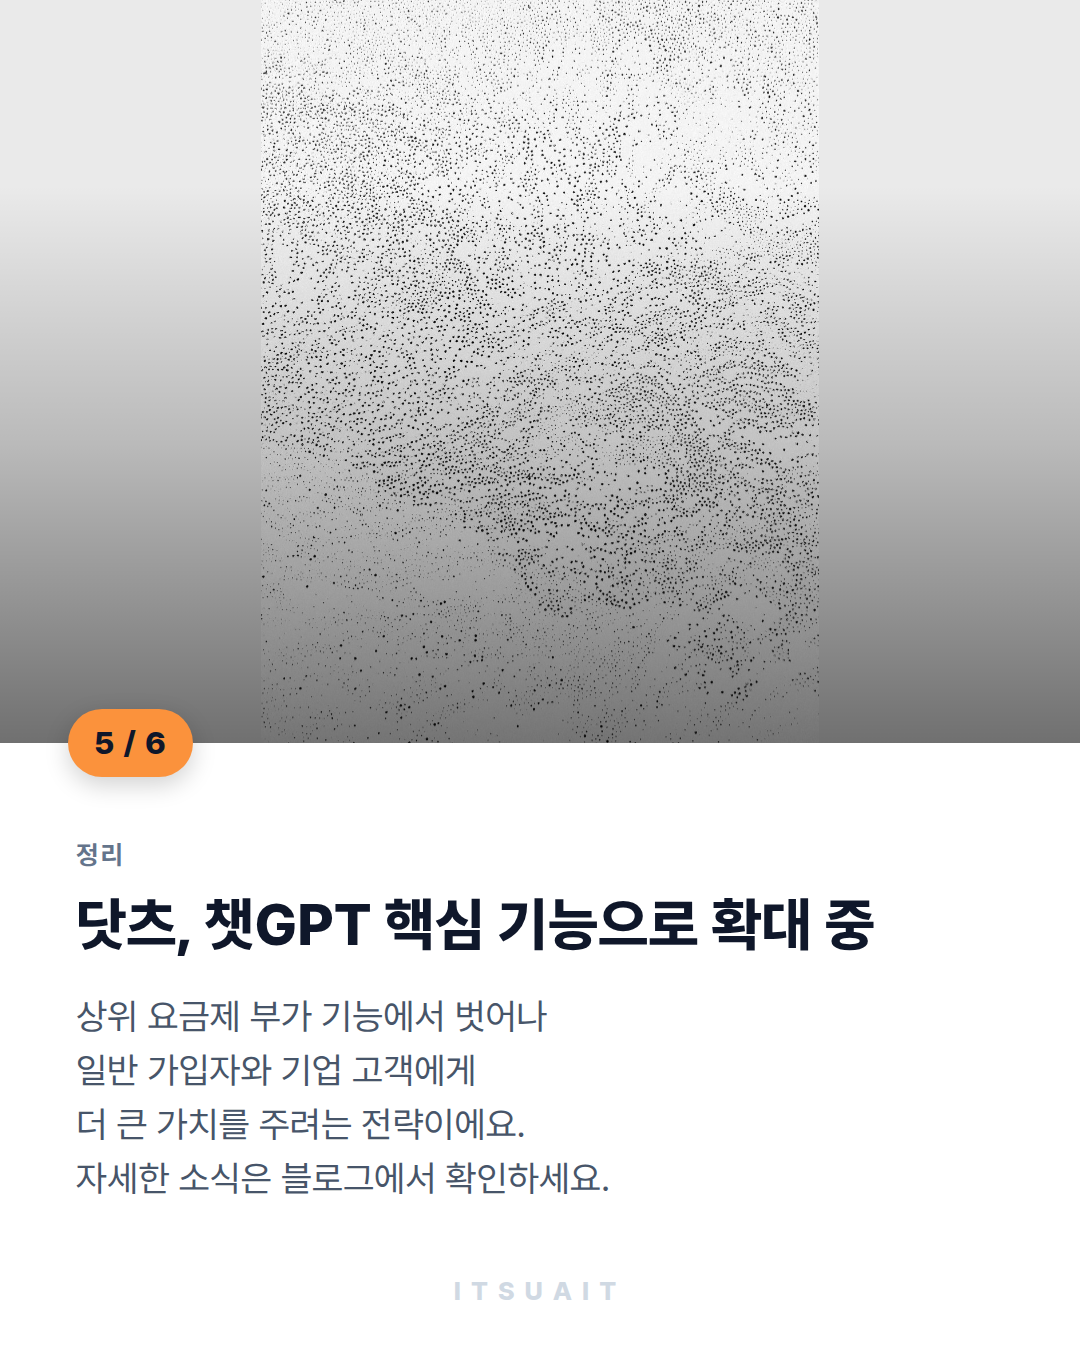 5 / 6
정리
닷츠, 챗GPT 핵심 기능으로 확대 중
상위 요금제 부가 기능에서 벗어나
일반 가입자와 기업 고객에게
더 큰 가치를 주려는 전략이에요.
자세한 소식은 블로그에서 확인하세요.
ITSUAIT